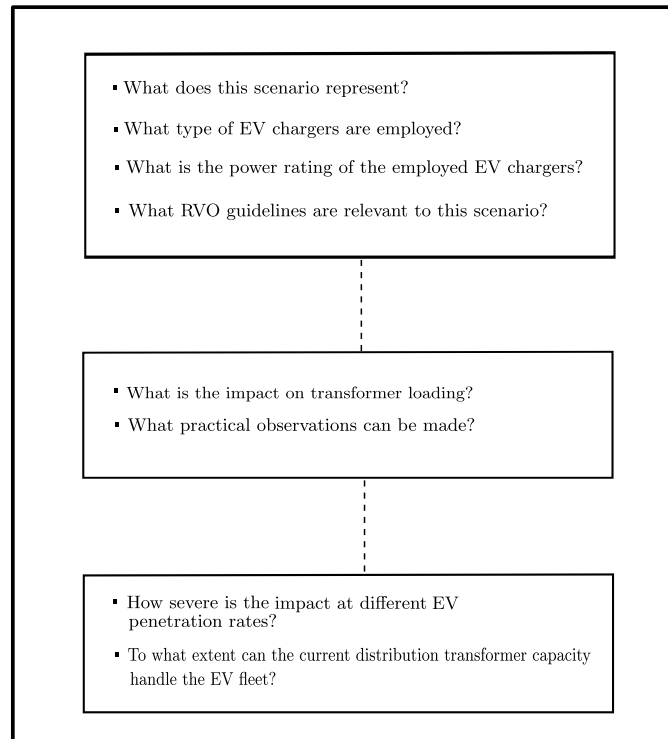 ▪ What does this scenario represent?
▪ What type of EV chargers are employed?
▪ What is the power rating of the employed EV chargers?
▪ What RVO guidelines are relevant to this scenario?
▪ What is the impact on transformer loading?
▪ What practical observations can be made?
▪ How severe is the impact at different EV
penetration rates?
▪ To what extent can the current distribution transformer capacity
handle the EV fleet?